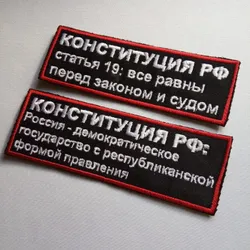 КОНСТИТУЦИЯ РФ
статья 19: все равны
перед законом и судом
КОНСТИТУЦИЯ РФ:
Россия - демократическое
государство с республиканской
формой правления